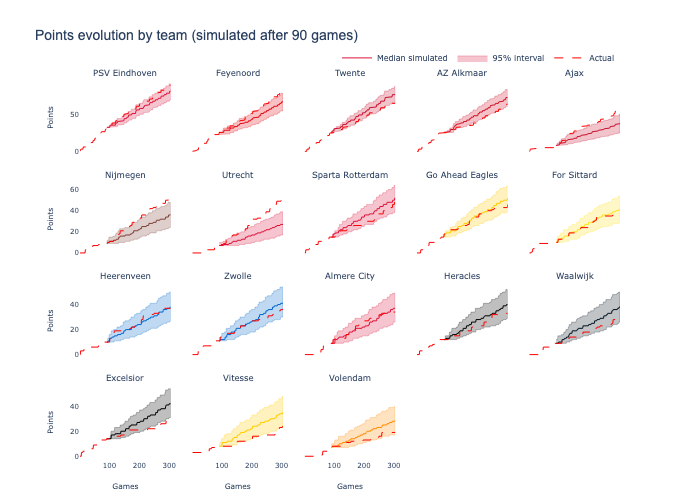 Points evolution by team (simulated after 90 games)
Median simulated 95% interval Actual
PSV Eindhoven Feyenoord Twente AZ Alkmaar Ajax
Points
50
0
Nijmegen Utrecht Sparta Rotterdam Go Ahead Eagles For Sittard
Points
60
40
20
0
Heerenveen Zwolle Almere City Heracles Waalwijk
Points
40
20
0
Excelsior Vitesse Volendam
Points
40
20
0
100 200 300 100 200 300 100 200 300
Games Games Games